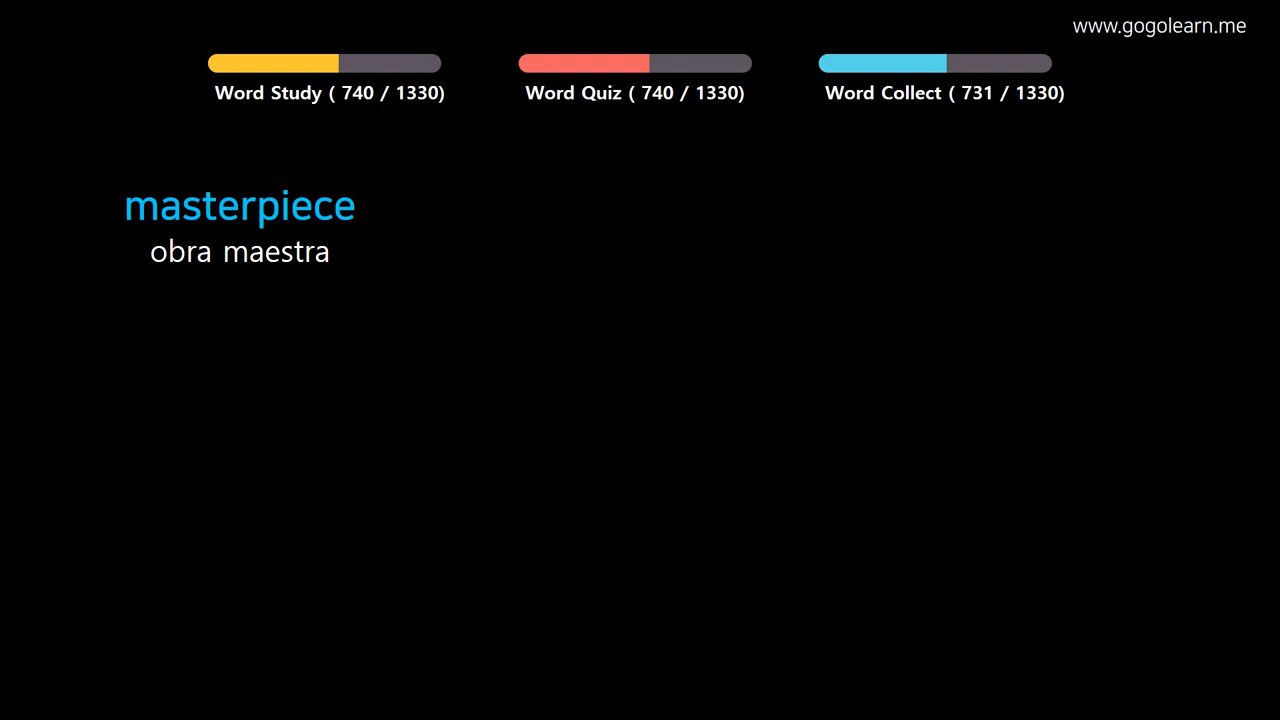 www.gogolearn.me
Word Study ( 740 / 1330)
Word Quiz ( 740 / 1330)
Word Collect ( 731 / 1330)
masterpiece
obra maestra